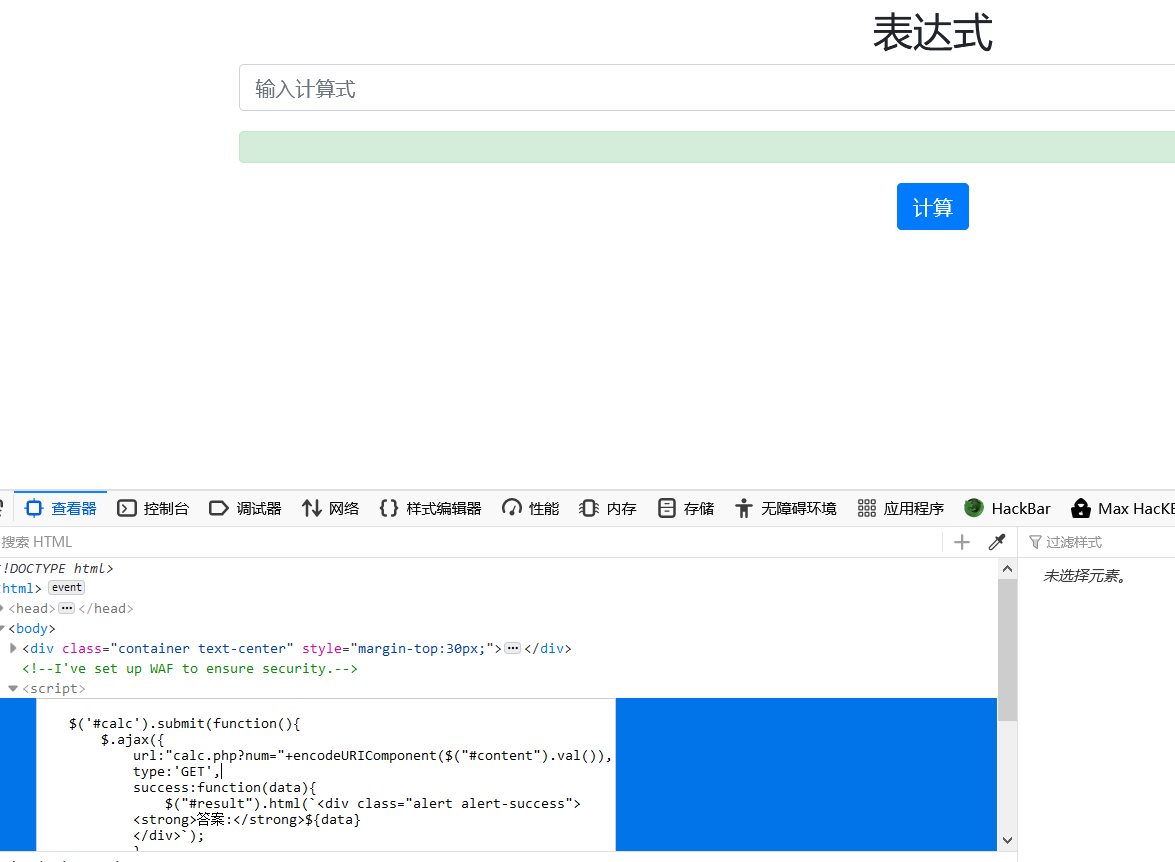 表达式
输入计算式
计算
查看器 控制台 调试器 网络 样式编辑器 性能 内存 存储 无障碍环境 应用程序 HackBar Max HacKB
搜索 HTML 过滤样式
!DOCTYPE html> 未选择元素。
html> event
<head> ••• </head>
<body>
<div class="container text-center" style="margin-top:30px;"> ••• </div>
<!--I've set up WAF to ensure security.-->
<script>
$('#calc').submit(function(){
$.ajax({
url:"calc.php?num="+encodeURIComponent($("#content").val()),
type:'GET',
success:function(data){
$("#result").html(`<div class="alert alert-success">
<strong>答案:</strong>${data}
</div>`);